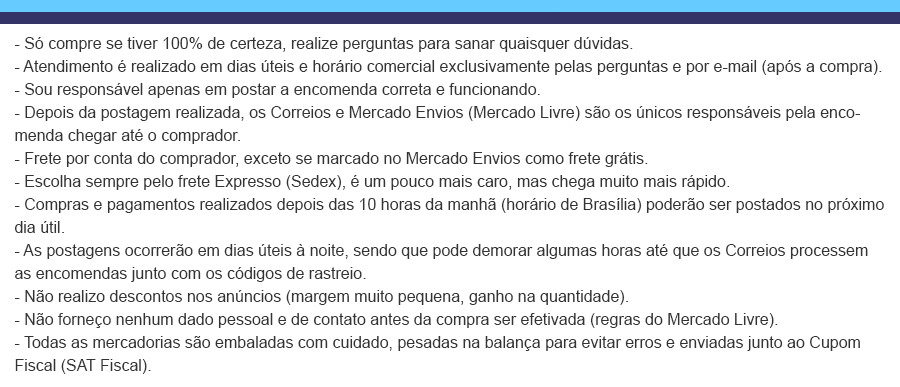 - Só compre se tiver 100% de certeza, realize perguntas para sanar quaisquer dúvidas.
- Atendimento é realizado em dias úteis e horário comercial exclusivamente pelas perguntas e por e-mail (após a compra).
- Sou responsável apenas em postar a encomenda correta e funcionando.
- Depois da postagem realizada, os Correios e Mercado Envios (Mercado Livre) são os únicos responsáveis pela enco-
menda chegar até o comprador.
- Frete por conta do comprador, exceto se marcado no Mercado Envios como frete grátis.
- Escolha sempre pelo frete Expresso (Sedex), é um pouco mais caro, mas chega muito mais rápido.
- Compras e pagamentos realizados depois das 10 horas da manhã (horário de Brasília) poderão ser postados no próximo
dia útil.
- As postagens ocorrerão em dias úteis à noite, sendo que pode demorar algumas horas até que os Correios processem
as encomendas junto com os códigos de rastreio.
- Não realizo descontos nos anúncios (margem muito pequena, ganho na quantidade).
- Não forneço nenhum dado pessoal e de contato antes da compra ser efetivada (regras do Mercado Livre).
- Todas as mercadorias são embaladas com cuidado, pesadas na balança para evitar erros e enviadas junto ao Cupom
Fiscal (SAT Fiscal).